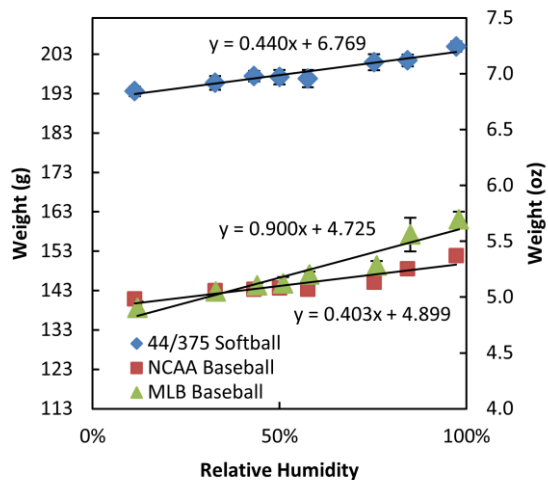 y = 0.440x + 6.769
y = 0.900x + 4.725
y = 0.403x + 4.899
44/375 Softball
NCAA Baseball
MLB Baseball
Weight (g)
203
193
183
173
163
153
143
133
123
113
Weight (oz)
7.5
7.0
6.5
6.0
5.5
5.0
4.5
4.0
0%
50%
100%
Relative Humidity